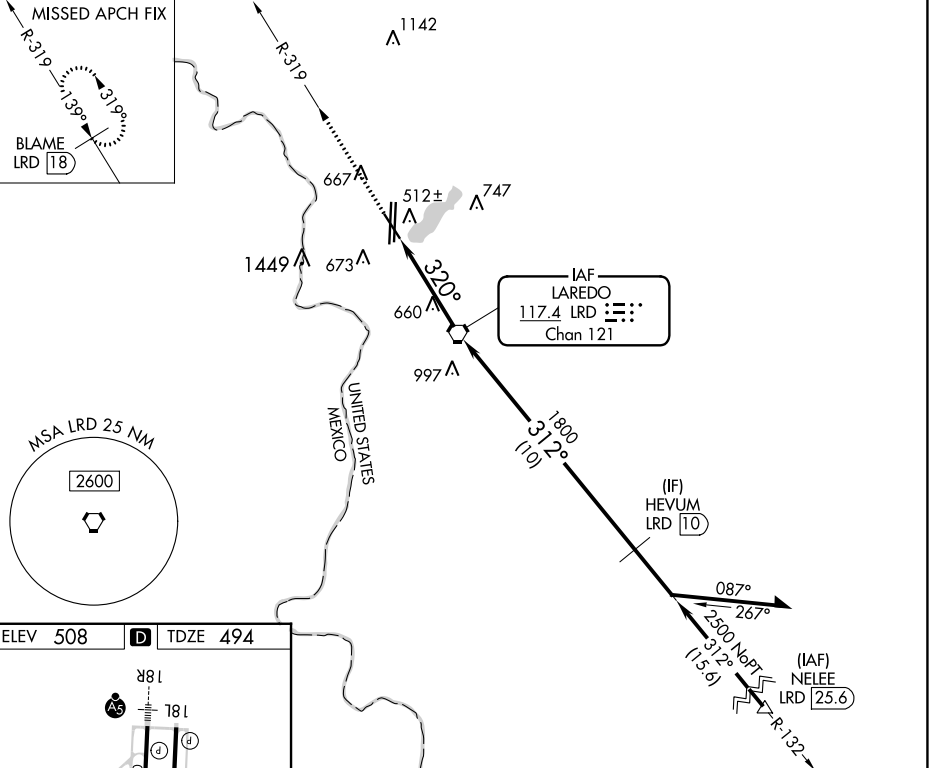 MISSED APCH FIX
R-319
139°
319°
BLAME
LRD 18
R-319
1142
667
512±
747
1449
673
320°
660
IAF
LAREDO
117.4 LRD
Chan 121
997
UNITED STATES
MEXICO
1800
312°
(10)
MSA LRD 25 NM
2600
(IF)
HEVUM
LRD 10
087°
267°
2500 NoPT
312°
(15.6)
(IAF)
NELEE
LRD 25.6
R-132
ELEV 508
D
TDZE 494
18R
A5
18L
P
P